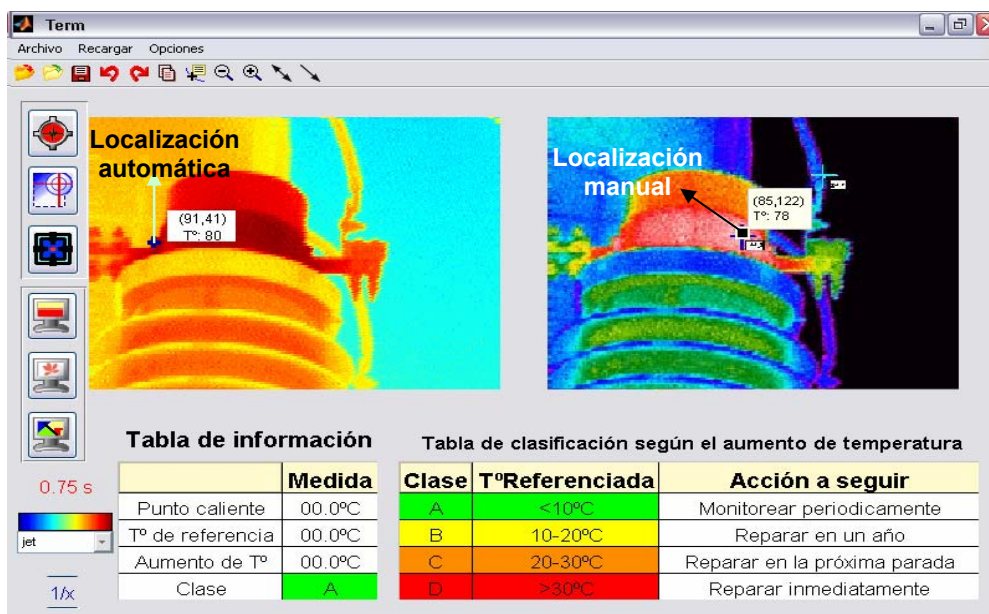 Term
Archivo Recargar Opciones
Localización
automática
(91,41)
Tº: 80
Localización
manual
(85,122)
Tº: 78
0.75 s
jet
1/x
Tabla de información
Medida
Punto caliente 00.0ºC
Tº de referencia 00.0ºC
Aumento de Tº 00.0ºC
Clase A
Tabla de clasificación según el aumento de temperatura
Clase TºReferenciada Acción a seguir
A <10ºC Monitorear periodicamente
B 10-20ºC Reparar en un año
C 20-30ºC Reparar en la próxima parada
D >30ºC Reparar inmediatamente